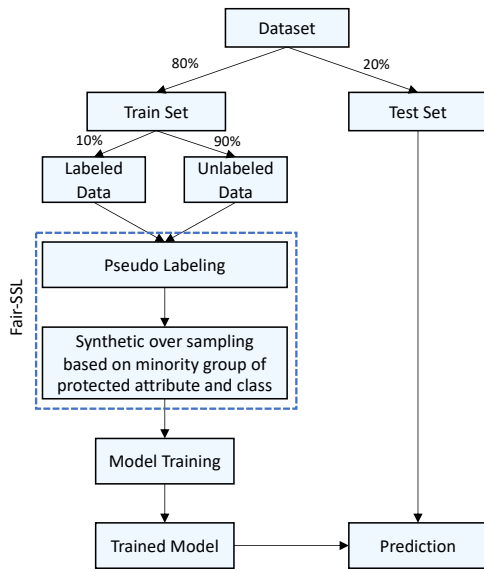 Dataset
80%
20%
Train Set
Test Set
10%
90%
Labeled
Data
Unlabeled
Data
Fair-SSL
Pseudo Labeling
Synthetic over sampling
based on minority group of
protected attribute and class
Model Training
Trained Model
Prediction